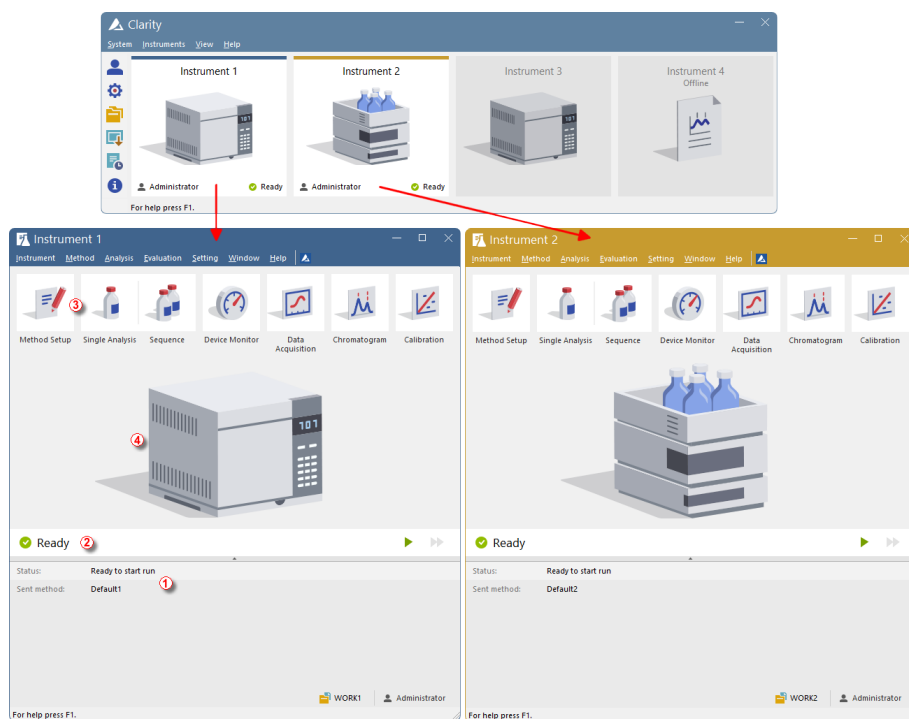 Clarity
System Instruments View Help
Instrument 1 Instrument 2 Instrument 3 Instrument 4
Offline
107 107
Administrator Ready Administrator Ready
For help press F1.
Instrument 1
Instrument Method Analysis Evaluation Setting Window Help
3
Method Setup Single Analysis Sequence Device Monitor Data Acquisition Chromatogram Calibration
107
4
Ready 2
Status: Ready to start run
1
Sent method: Default1
WORK1 Administrator
For help press F1.
Instrument 2
Instrument Method Analysis Evaluation Setting Window Help
Method Setup Single Analysis Sequence Device Monitor Data Acquisition Chromatogram Calibration
Ready
Status: Ready to start run
Sent method: Default2
WORK2 Administrator
For help press F1.